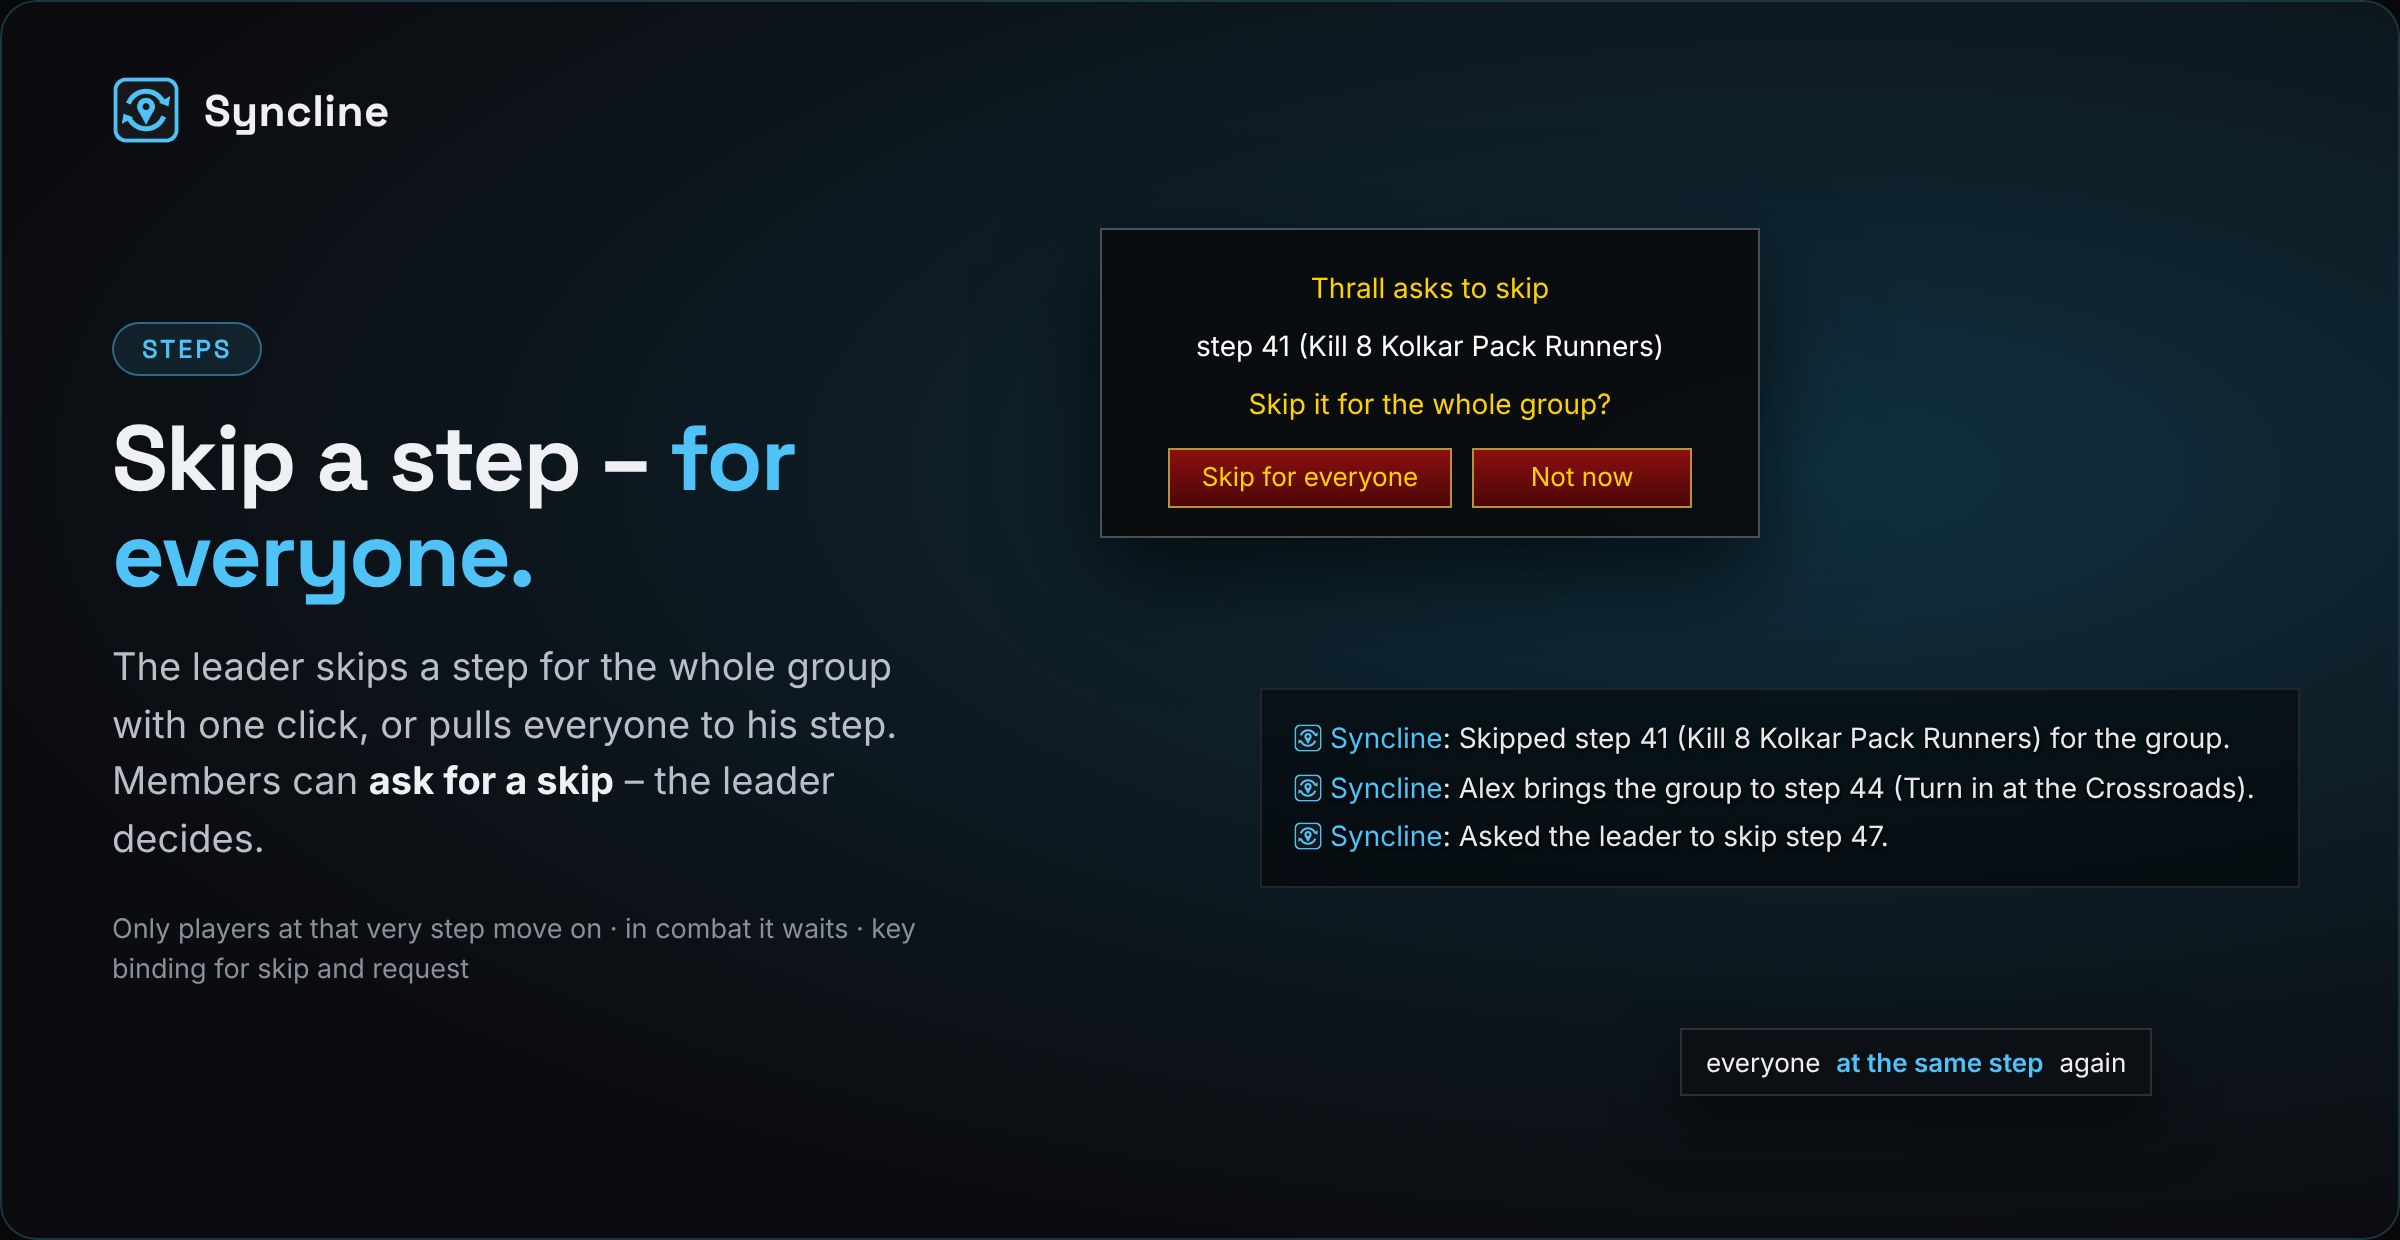 Syncline
STEPS
Skip a step – for
everyone.
The leader skips a step for the whole group
with one click, or pulls everyone to his step.
Members can ask for a skip – the leader
decides.
Only players at that very step move on · in combat it waits · key
binding for skip and request
Thrall asks to skip
step 41 (Kill 8 Kolkar Pack Runners)
Skip it for the whole group?
Skip for everyone
Not now
Syncline: Skipped step 41 (Kill 8 Kolkar Pack Runners) for the group.
Syncline: Alex brings the group to step 44 (Turn in at the Crossroads).
Syncline: Asked the leader to skip step 47.
everyone at the same step again